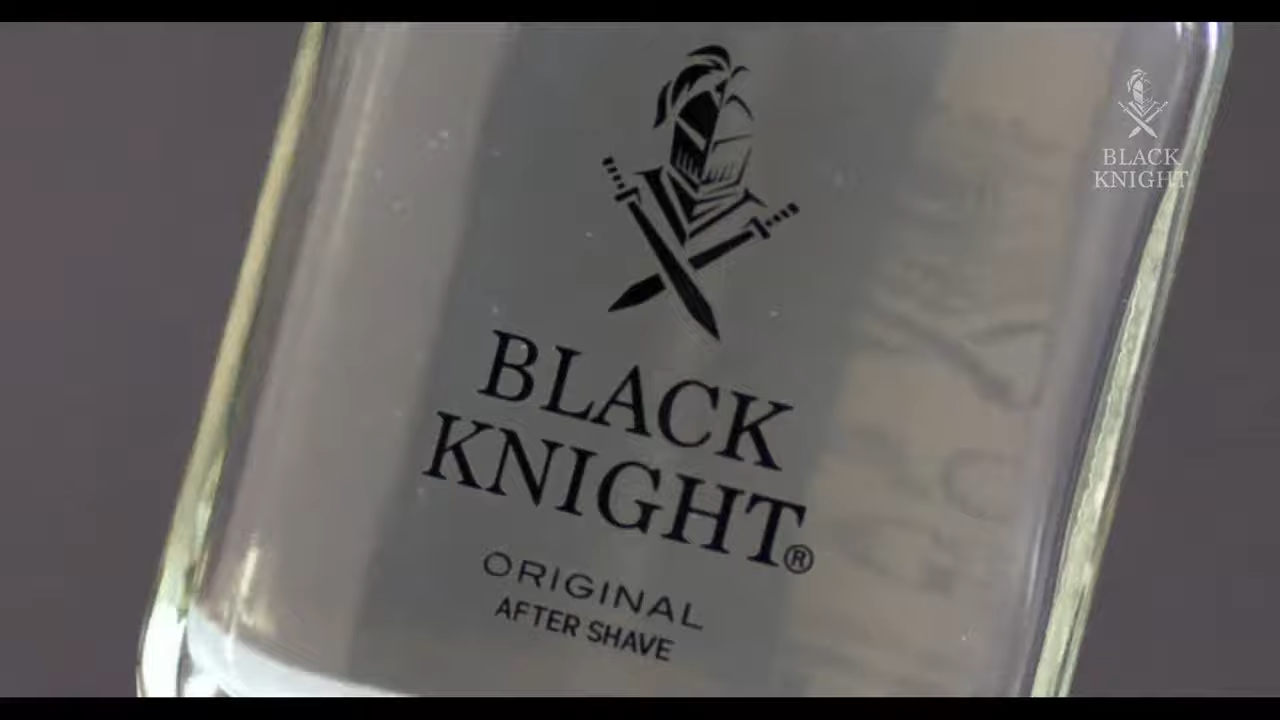 BLACK
KNIGHT®
ORIGINAL
AFTER SHAVE
BLACK
KNIGHT